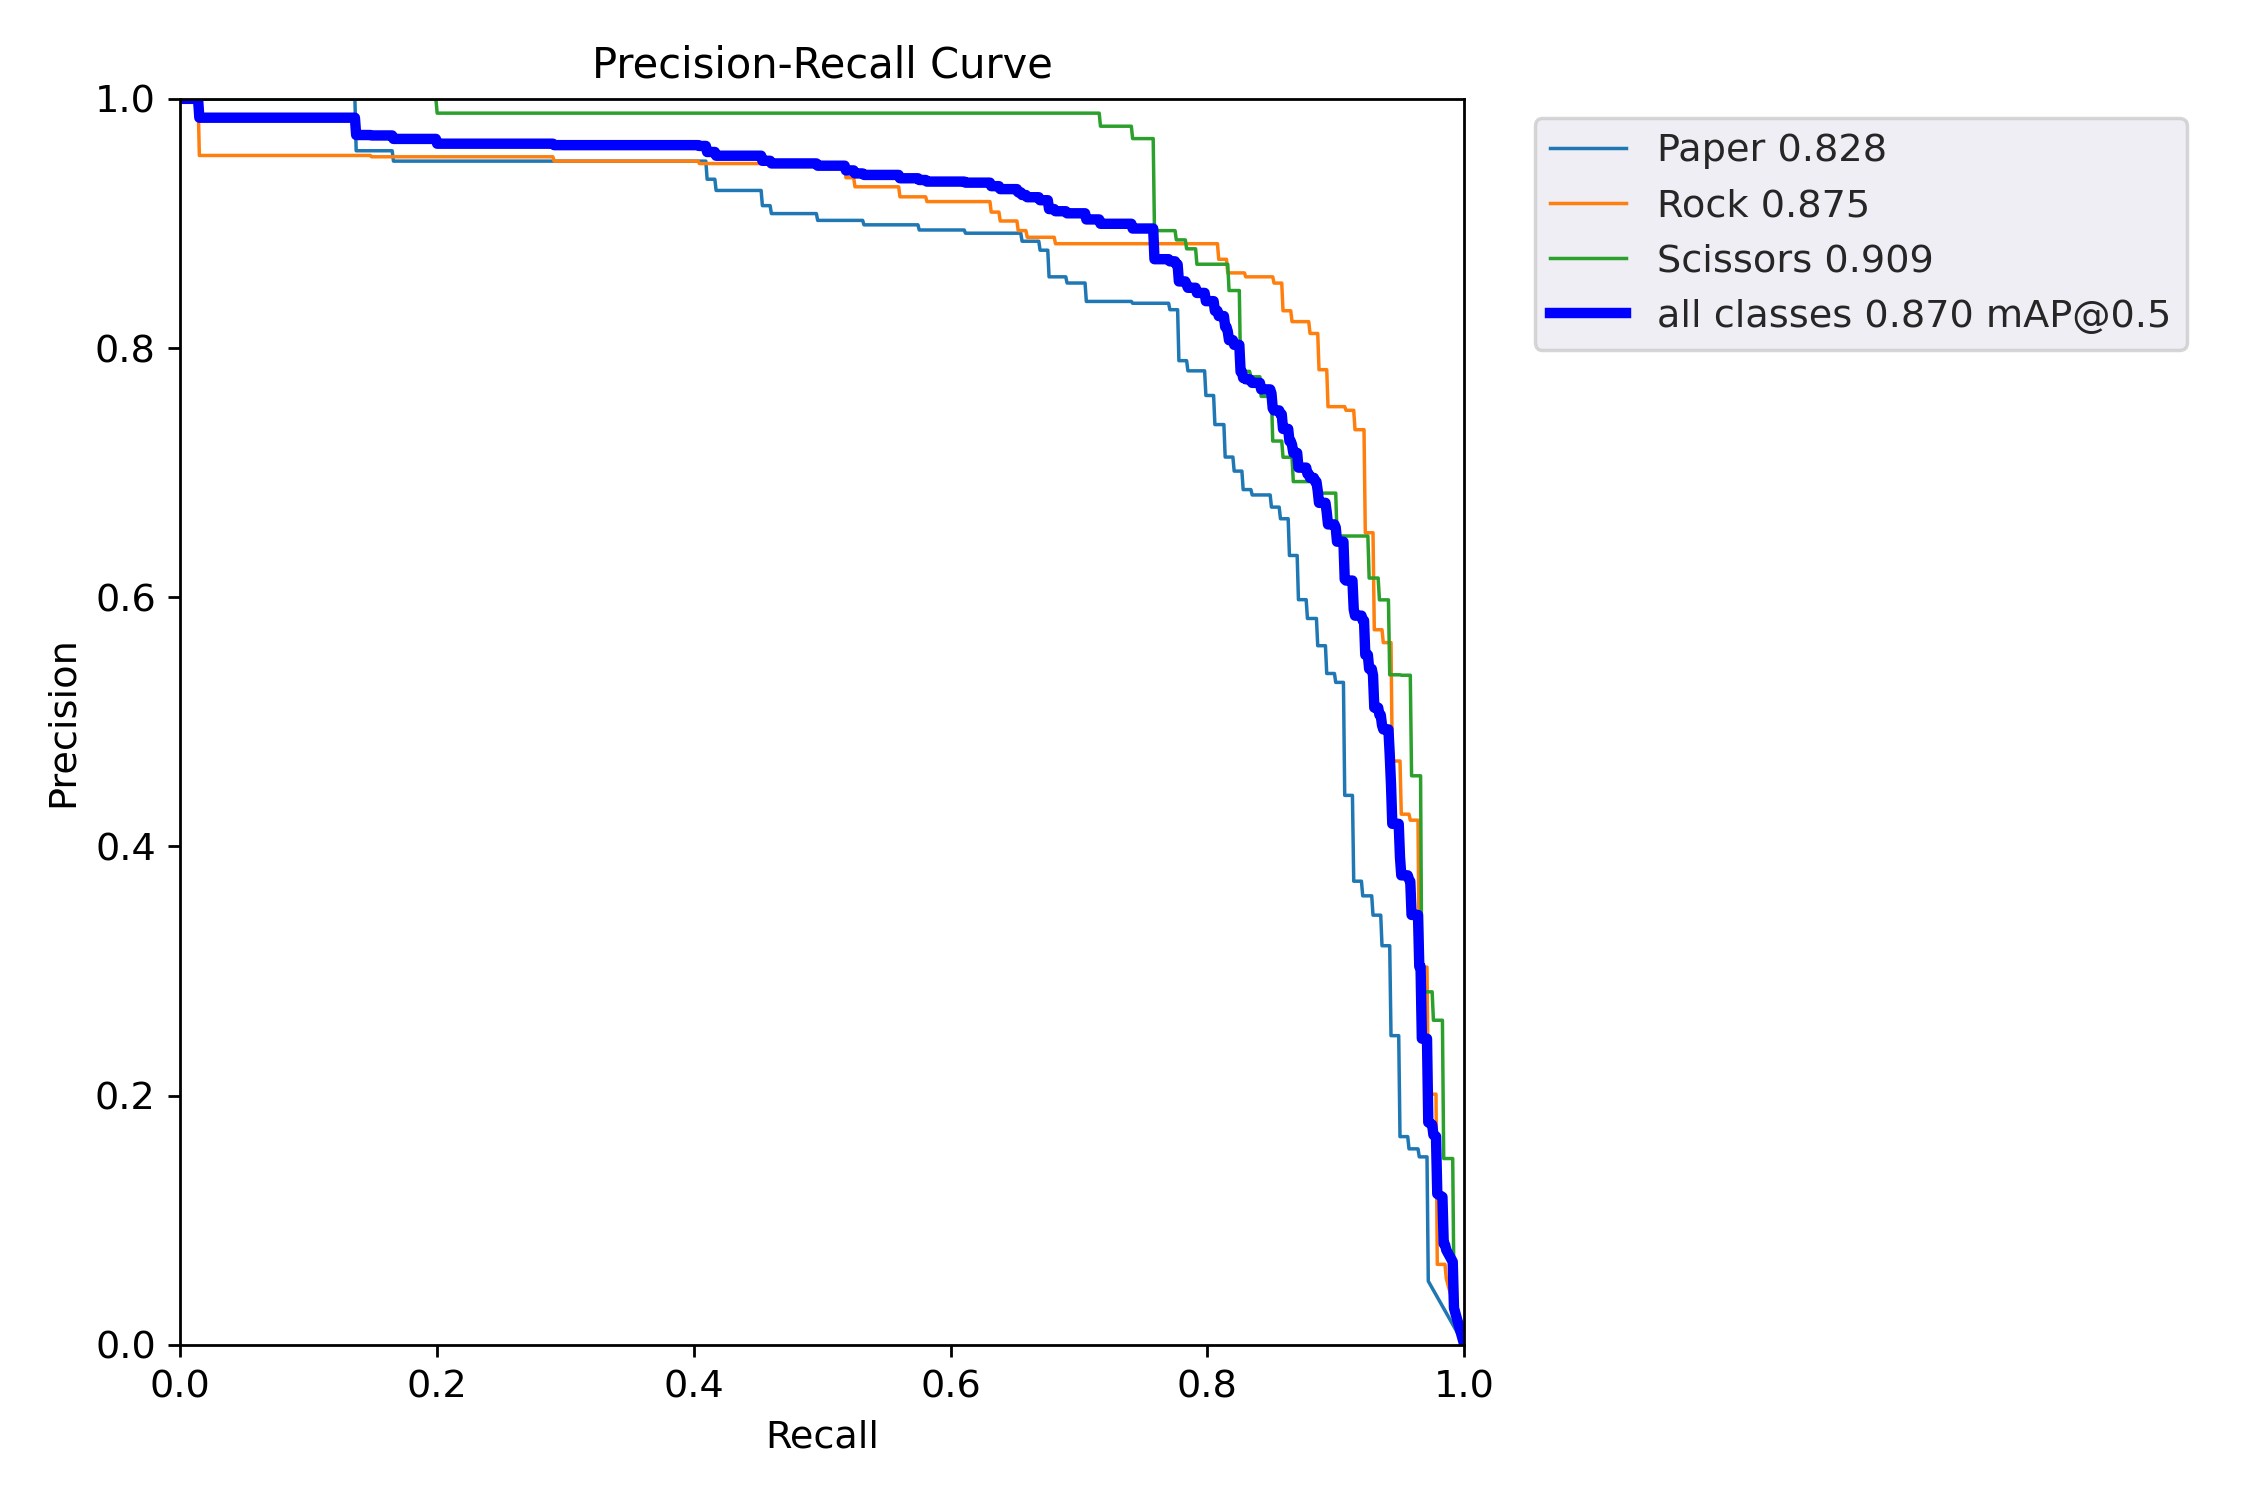 Precision-Recall Curve
1.0
0.8
0.6
0.4
0.2
0.0
Precision
0.0 0.2 0.4 0.6 0.8 1.0
Recall
Paper 0.828
Rock 0.875
Scissors 0.909
all classes 0.870 mAP@0.5